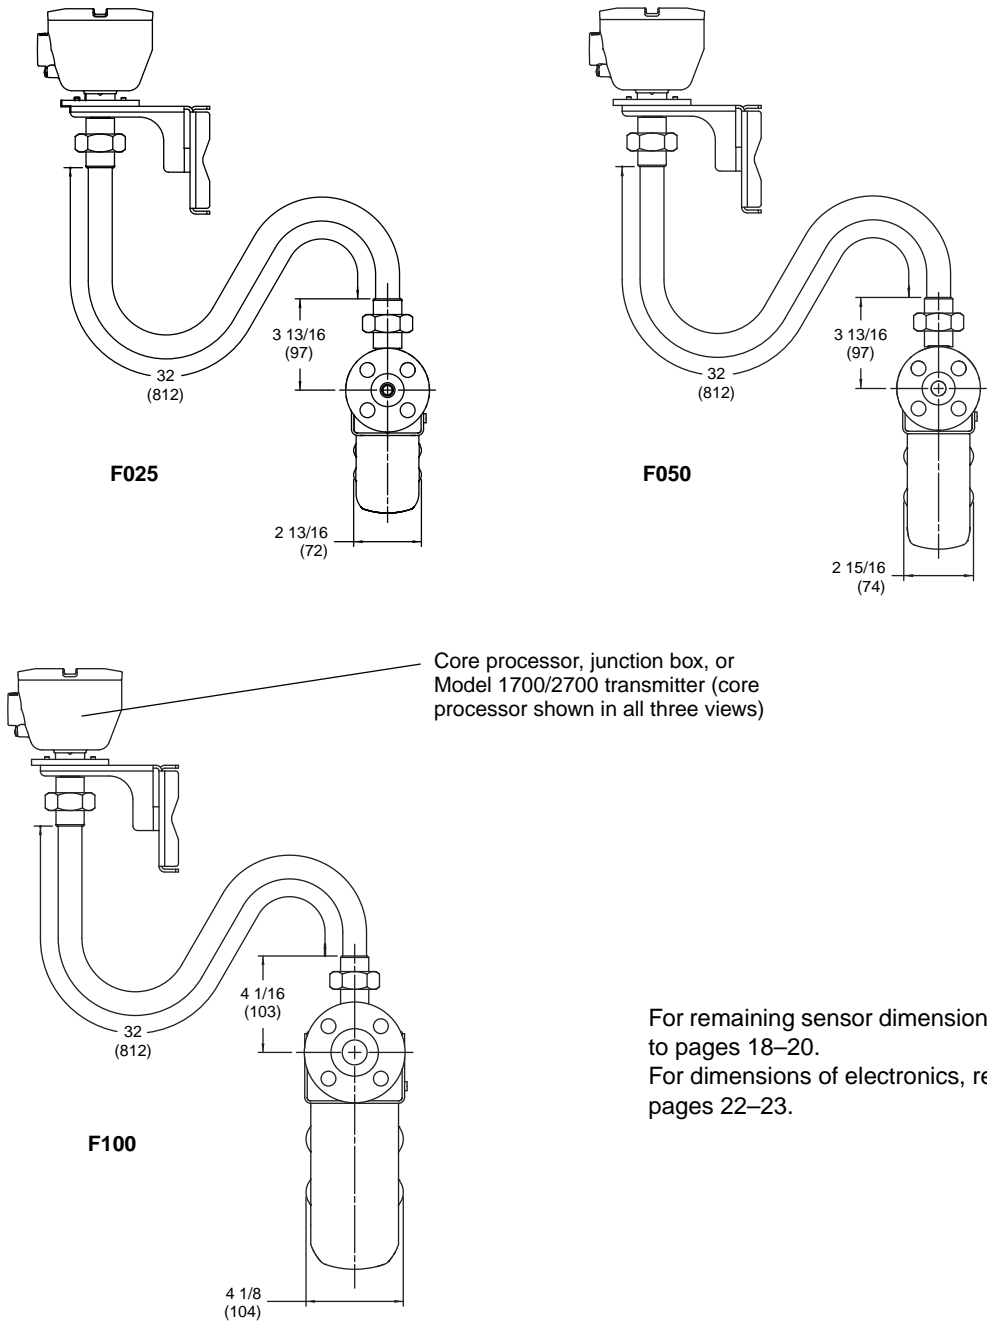 3 13/16
(97)
32
(812)
F025
2 13/16
(72)
3 13/16
(97)
32
(812)
F050
2 15/16
(74)
Core processor, junction box, or
Model 1700/2700 transmitter (core
processor shown in all three views)
4 1/16
(103)
32
(812)
F100
4 1/8
(104)
For remaining sensor dimension
to pages 18–20.
For dimensions of electronics, re
pages 22–23.